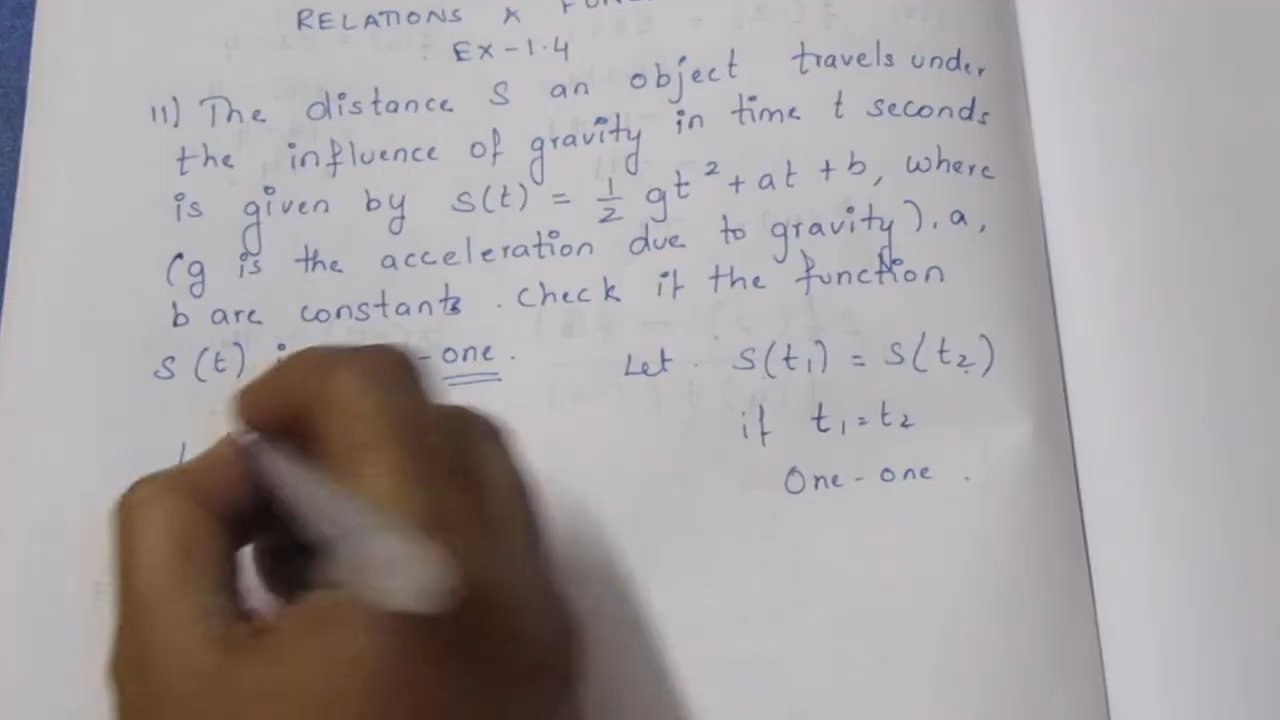 RELATIONS &
EX-1.4
11) The distance S an object travels under
the influence of gravity in time t seconds
is given by s(t) = 1/2 gt² + at + b, where
(g is the acceleration due to gravity), a,
b are constants. Check if the function
s(t) -one.
Let s(t₁) = s(t₂)
if t₁ = t₂
One-one.